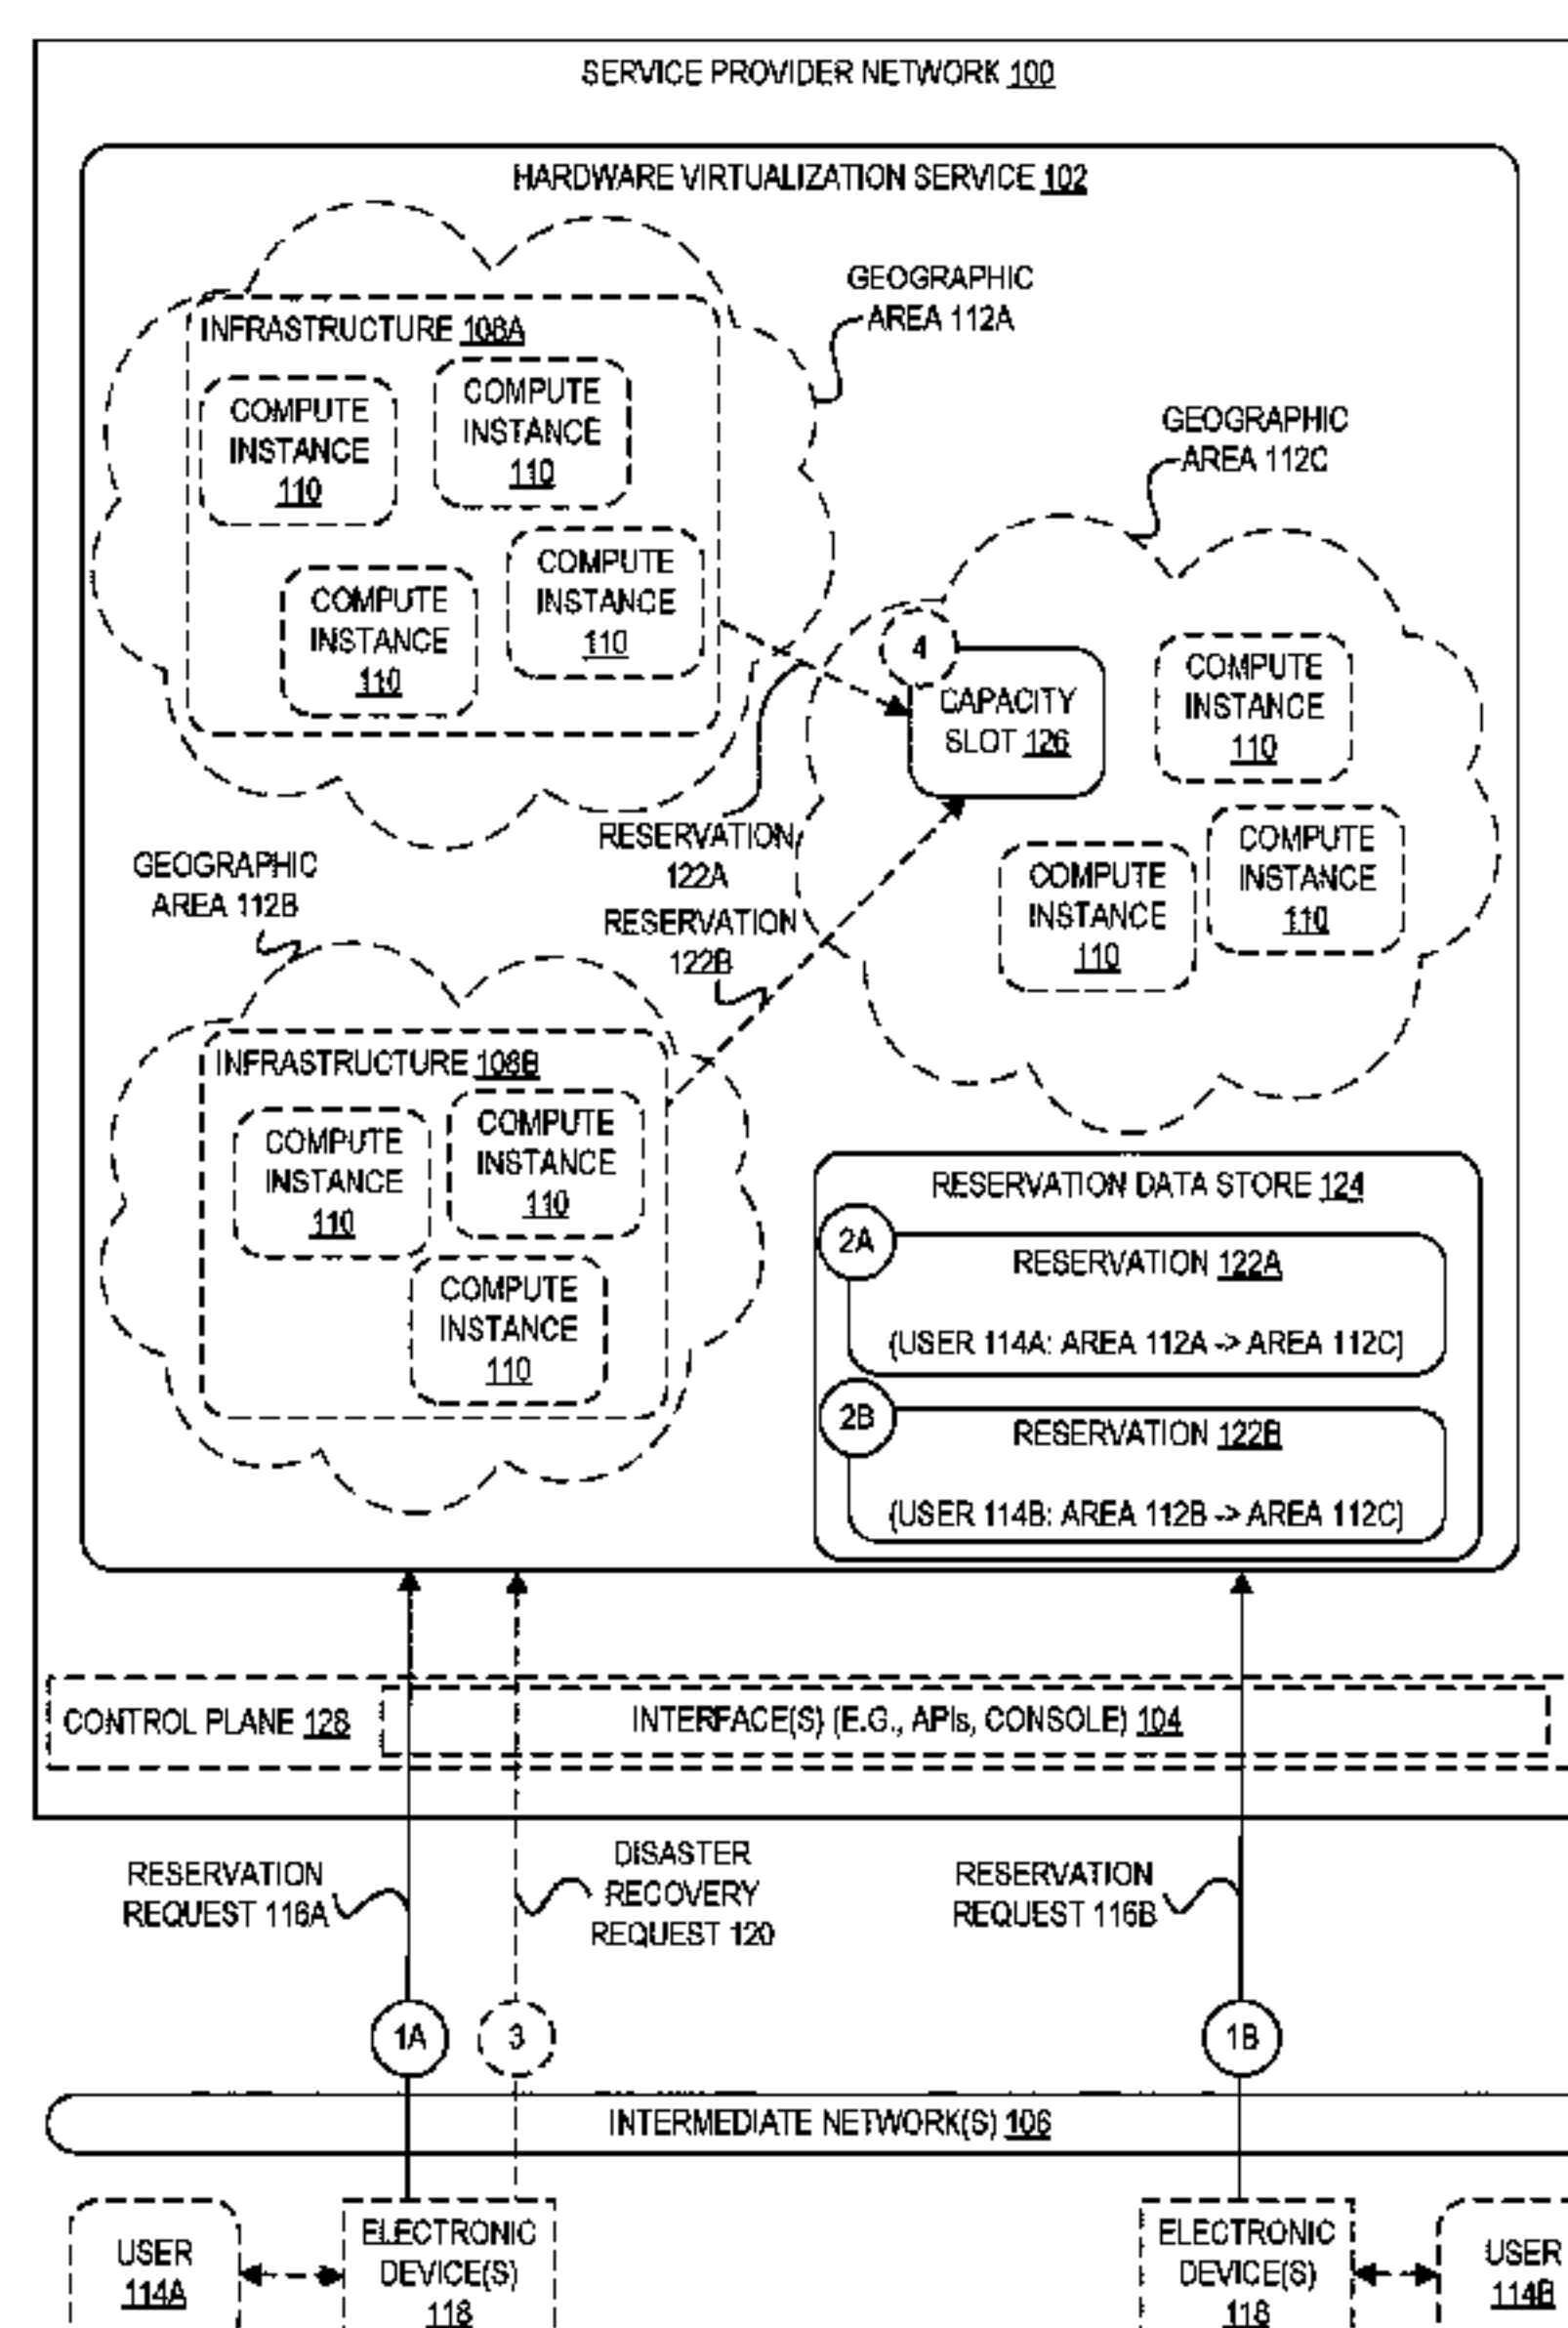 SERVICE PROVIDER NETWORK 100
HARDWARE VIRTUALIZATION SERVICE 102
GEOGRAPHIC
AREA 112A
INFRASTRUCTURE 108A
COMPUTE
INSTANCE
110
COMPUTE
INSTANCE
110
COMPUTE
INSTANCE
110
COMPUTE
INSTANCE
110
GEOGRAPHIC
AREA 112C
4
CAPACITY
SLOT 126
COMPUTE
INSTANCE
110
COMPUTE
INSTANCE
110
COMPUTE
INSTANCE
110
RESERVATION
122A
RESERVATION
122B
GEOGRAPHIC
AREA 112B
INFRASTRUCTURE 108B
COMPUTE
INSTANCE
110
COMPUTE
INSTANCE
110
COMPUTE
INSTANCE
110
RESERVATION DATA STORE 124
2A
RESERVATION 122A
(USER 114A: AREA 112A -> AREA 112C)
2B
RESERVATION 122B
(USER 114B: AREA 112B -> AREA 112C)
CONTROL PLANE 128
INTERFACE(S) (E.G., APIs, CONSOLE) 104
RESERVATION
REQUEST 116A
DISASTER
RECOVERY
REQUEST 120
RESERVATION
REQUEST 116B
1A
3
1B
INTERMEDIATE NETWORK(S) 106
USER
114A
ELECTRONIC
DEVICE(S)
118
ELECTRONIC
DEVICE(S)
118
USER
114B